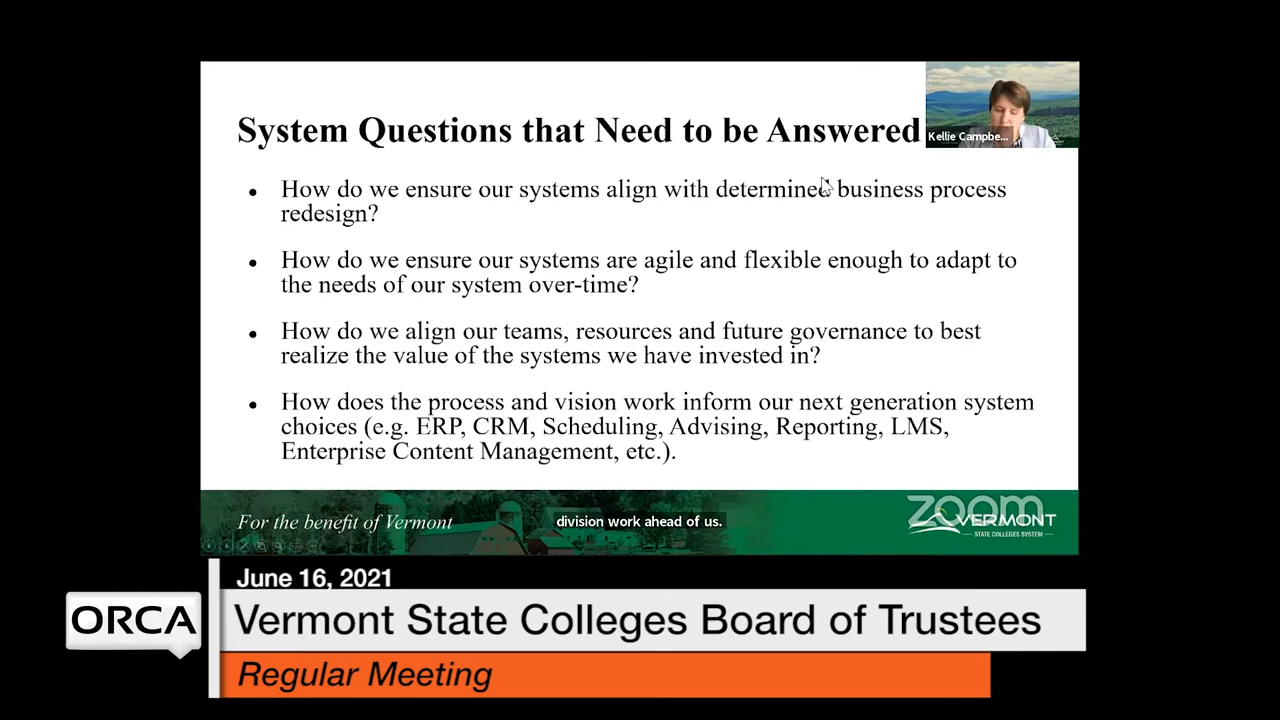 System Questions that Need to be Answered
Kellie Campbe...
• How do we ensure our systems align with determined business process
redesign?
• How do we ensure our systems are agile and flexible enough to adapt to
the needs of our system over-time?
• How do we align our teams, resources and future governance to best
realize the value of the systems we have invested in?
• How does the process and vision work inform our next generation system
choices (e.g. ERP, CRM, Scheduling, Advising, Reporting, LMS,
Enterprise Content Management, etc.).
For the benefit of Vermont
division work ahead of us.
zoom
VERMONT
STATE COLLEGES SYSTEM
June 16, 2021
ORCA
Vermont State Colleges Board of Trustees
Regular Meeting